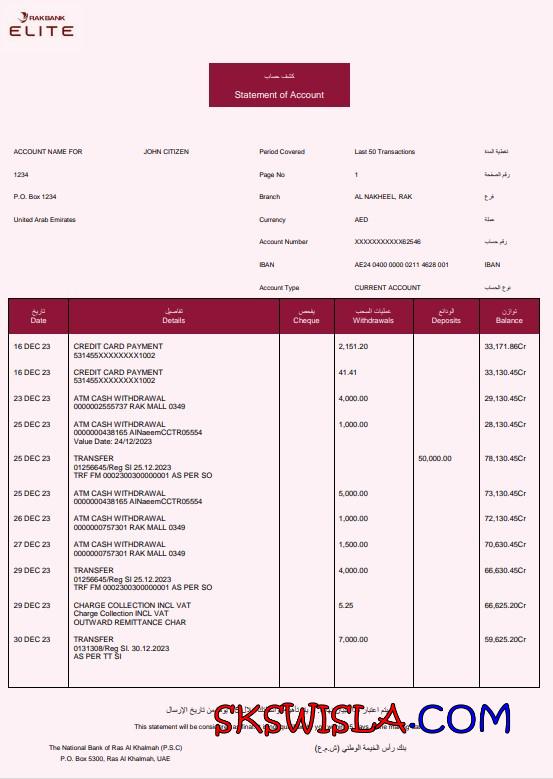 RAKBANK
ELITE
كشف حساب
Statement of Account
ACCOUNT NAME FOR JOHN CITIZEN Period Covered Last 50 Transactions تغطية المدة
1234 Page No 1 رقم الصفحة
P.O. Box 1234 Branch AL NAKHEEL, RAK فرع
United Arab Emirates Currency AED عملة
Account Number XXXXXXXXXX62546 رقم حساب
IBAN AE24 0400 0000 0211 4628 001 IBAN
Account Type CURRENT ACCOUNT نوع الحساب
تاريخ تفاصيل يفحص عمليات السحب الودائع توازن
Date Details Cheque Withdrawals Deposits Balance
16 DEC 23 CREDIT CARD PAYMENT 2,151.20 33,171.86Cr
531455XXXXXXXX1002
16 DEC 23 CREDIT CARD PAYMENT 41.41 33,130.45Cr
531455XXXXXXXX1002
23 DEC 23 ATM CASH WITHDRAWAL 4,000.00 29,130.45Cr
0000002555737 RAK MALL 0349
25 DEC 23 ATM CASH WITHDRAWAL 1,000.00 28,130.45Cr
0000000438165 AlNaeemCCTR05554
Value Date: 24/12/2023
25 DEC 23 TRANSFER 50,000.00 78,130.45Cr
01256645/Reg SI 25.12.2023
TRF FM 0002300300000001 AS PER SO
25 DEC 23 ATM CASH WITHDRAWAL 5,000.00 73,130.45Cr
0000000438165 AlNaeemCCTR05554
26 DEC 23 ATM CASH WITHDRAWAL 1,000.00 72,130.45Cr
0000000757301 RAK MALL 0349
27 DEC 23 ATM CASH WITHDRAWAL 1,500.00 70,630.45Cr
0000000757301 RAK MALL 0349
29 DEC 23 TRANSFER 4,000.00 66,630.45Cr
01256645/Reg SI. 25.12.2023
TRF FM 0002300300000001 AS PER SO
29 DEC 23 CHARGE COLLECTION INCL VAT 5.25 66,625.20Cr
Charge Collection INCL VAT
OUTWARD REMITTANCE CHAR
30 DEC 23 TRANSFER 7,000.00 59,625.20Cr
0131308/Reg SI. 30.12.2023
AS PER TT SI
يتم اعتبار من تاريخ الإرسال
SKSWISLA.COM
This statement will be
The National Bank of Ras Al Khaimah (P.S.C) بنك رأس الخيمة الوطني (ش.م.ع)
P.O. Box 5300, Ras Al Khaimah, UAE